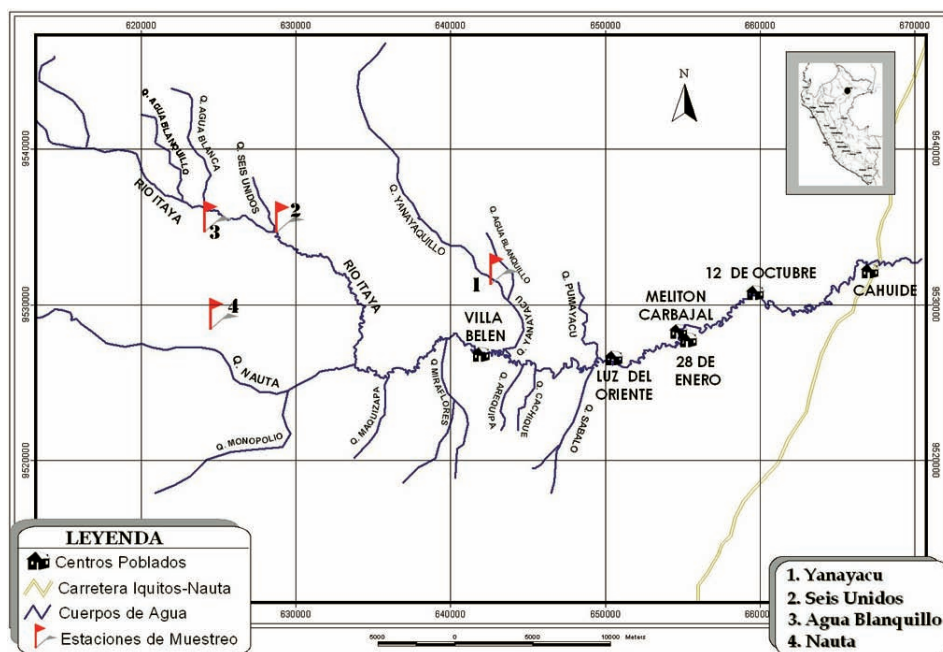 620000
630000
640000
650000
660000
670000
N
9540000
9540000
Q. AGUA BLANQUILLO
Q. AGUA BLANCA
Q. SEIS UNIDOS
RIO ITAYA
3
2
Q. YANAYAQUILLO
Q. AGUA BLANQUILLO
1
Q. YANAYACU
Q. PUMAYACU
12 DE OCTUBRE
CAHUIDE
MELITON
CARBAJAL
4
RIO ITAYA
9530000
9530000
VILLA
BELEN
28 DE
ENERO
LUZ DEL
ORIENTE
Q. NAUTA
Q. MONOPOLIO
Q. MAQUIZAPA
Q. MIRAFLORES
Q. AREQUIPA
Q. CACHIQUE
Q. SABALO
9520000
9520000
LEYENDA
Centros Poblados
Carretera Iquitos-Nauta
Cuerpos de Agua
Estaciones de Muestreo
1. Yanayacu
2. Seis Unidos
3. Agua Blanquillo
4. Nauta
630000
640000
650000
660000
5000
0
5000
10000 Meters